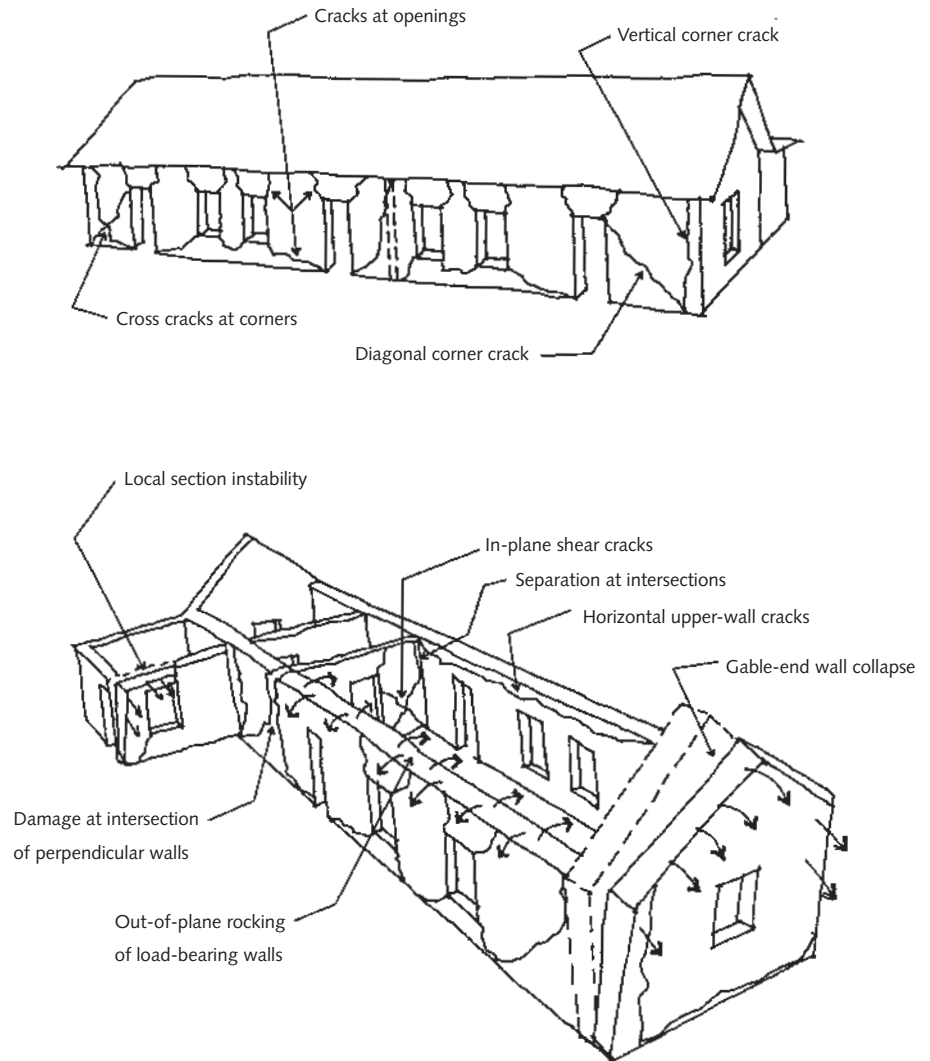 Cracks at openings
Vertical corner crack
Cross cracks at corners
Diagonal corner crack
Local section instability
In-plane shear cracks
Separation at intersections
Horizontal upper-wall cracks
Gable-end wall collapse
Damage at intersection
of perpendicular walls
Out-of-plane rocking
of load-bearing walls